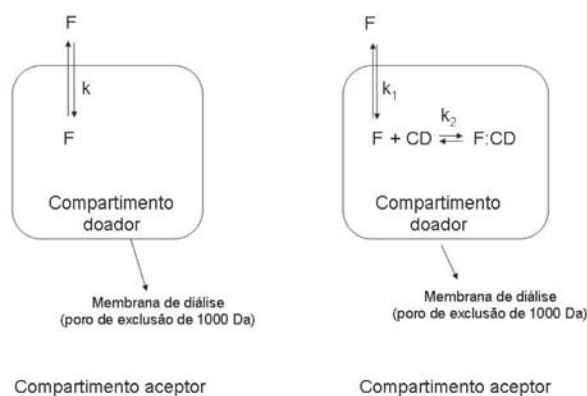 F
k
F
Compartimento
doador
Membrana de diálise
(poro de exclusão de 1000 Da)
Compartimento aceptor
F
k₁
k₂
F + CD ⇌ F:CD
Compartimento
doador
Membrana de diálise
(poro de exclusão de 1000 Da)
Compartimento aceptor